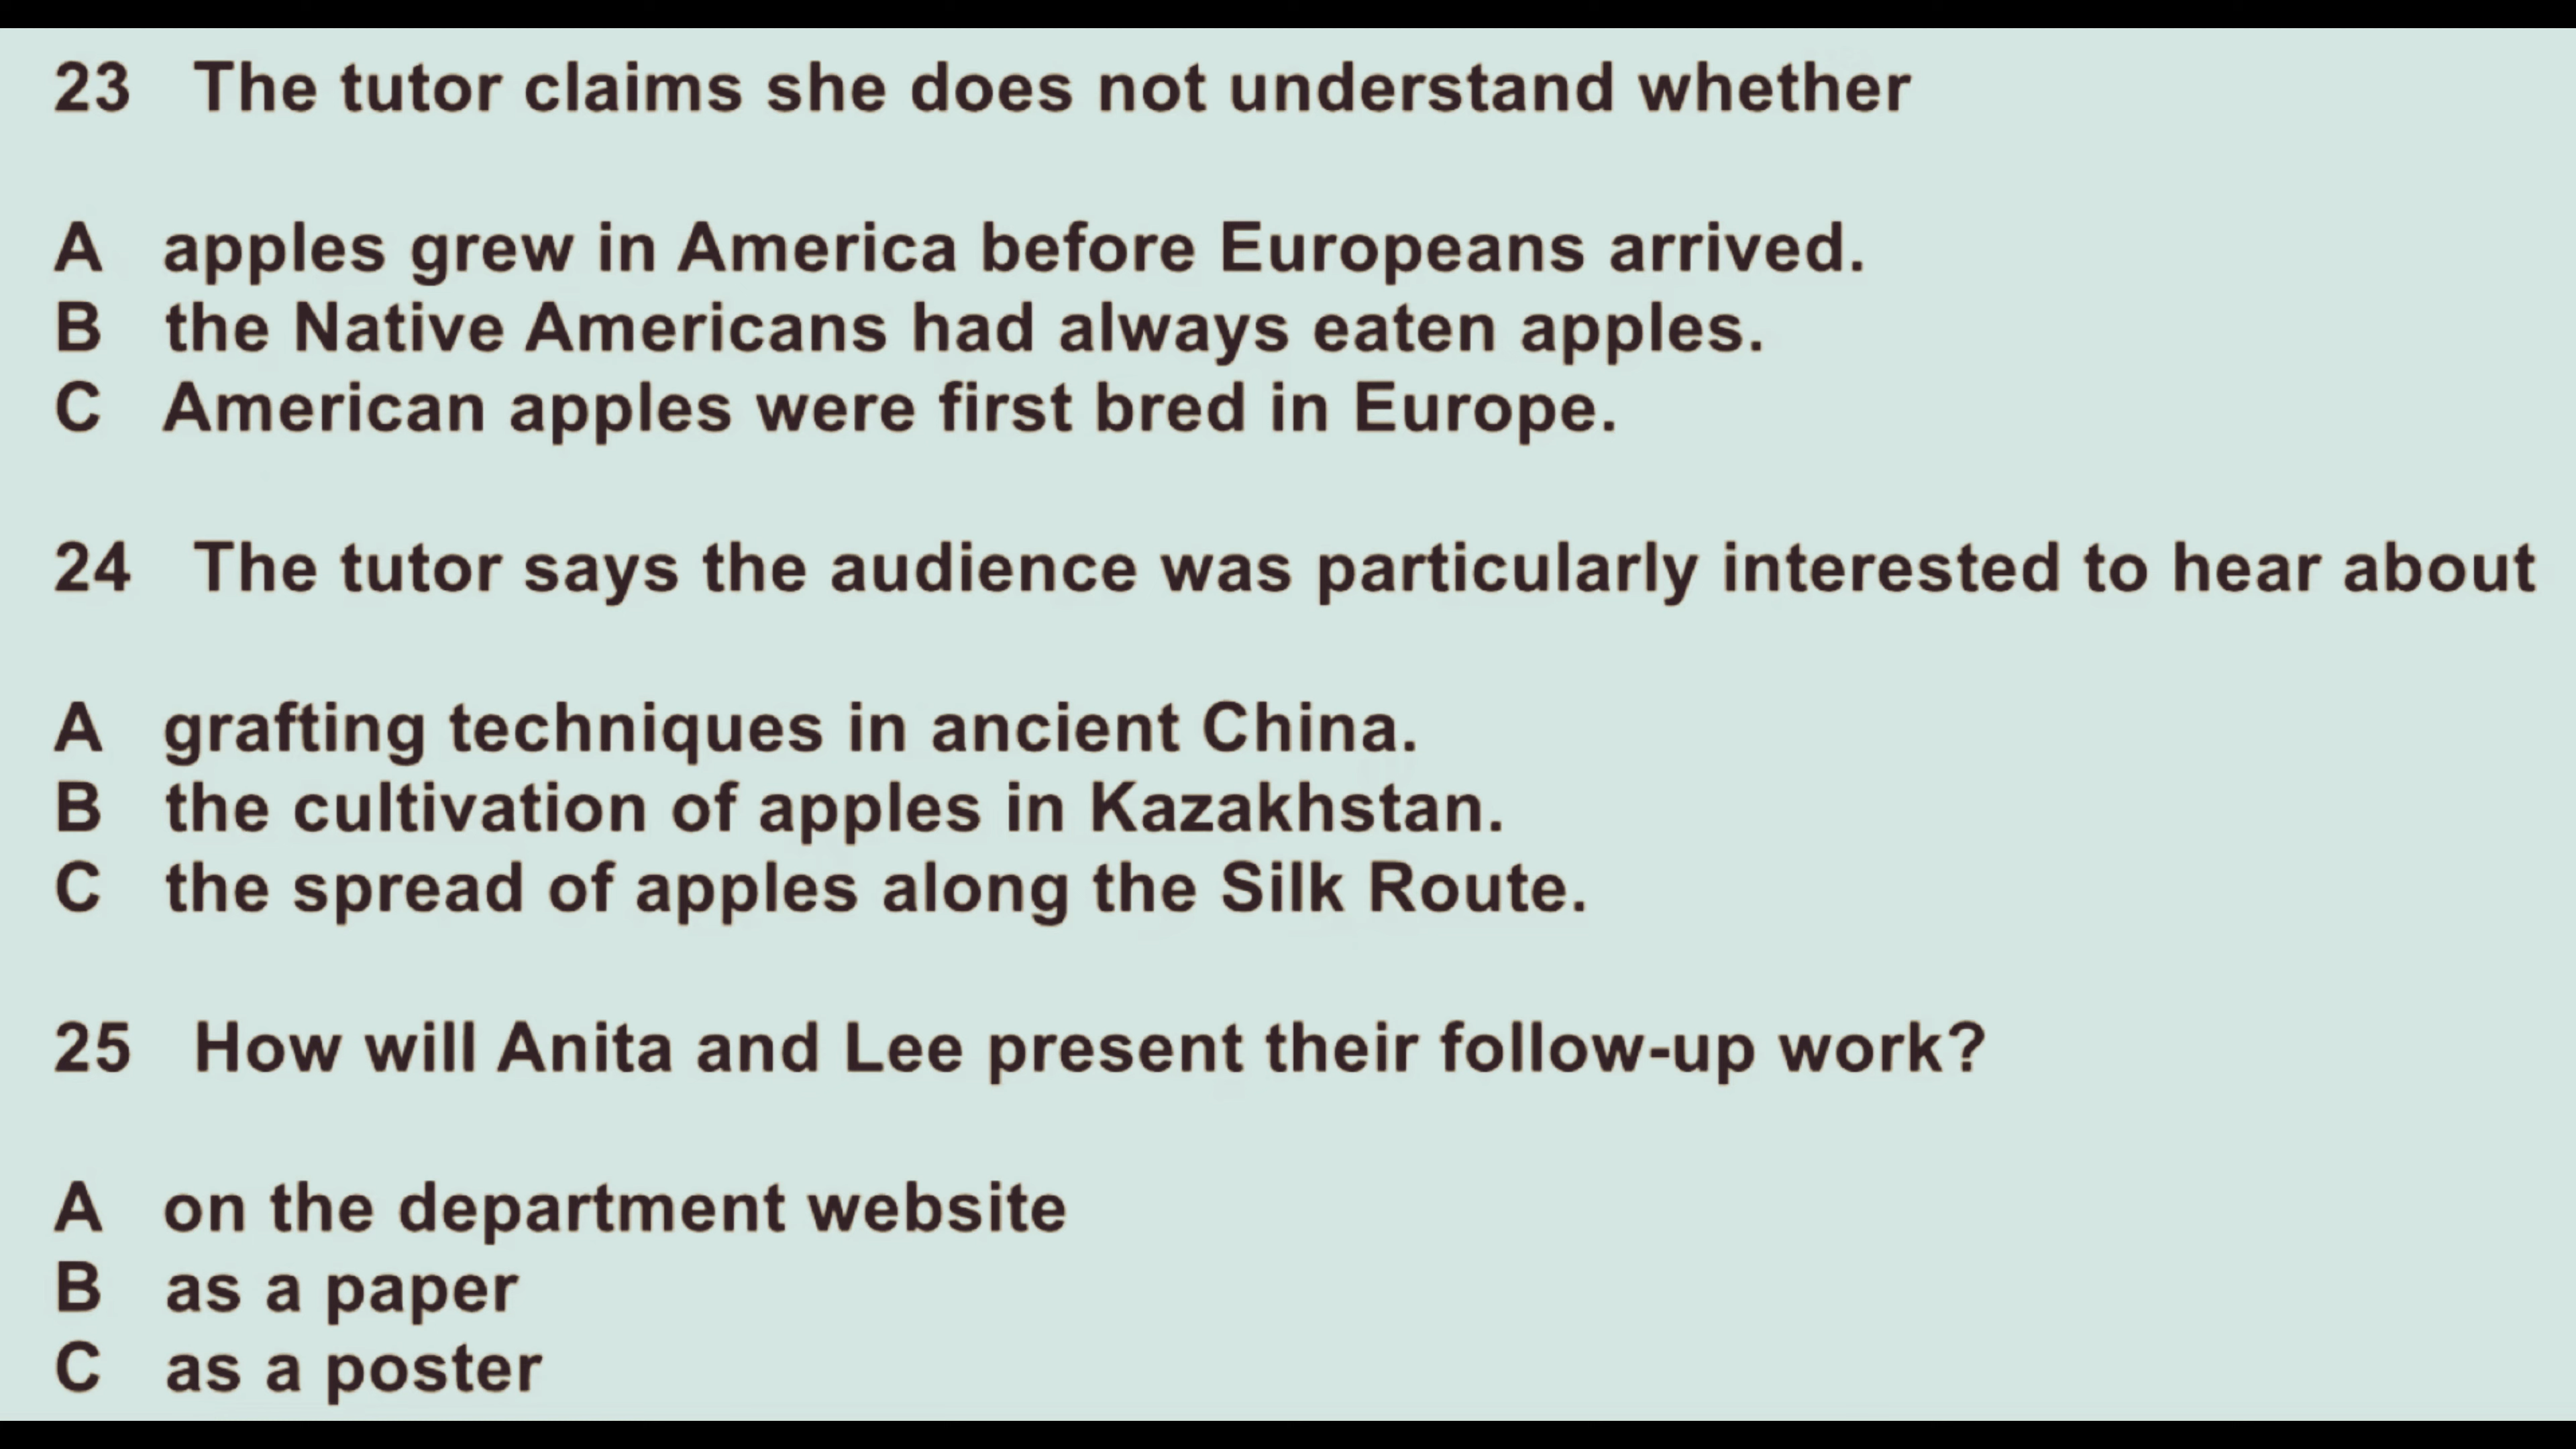 23 The tutor claims she does not understand whether
A apples grew in America before Europeans arrived.
B the Native Americans had always eaten apples.
C American apples were first bred in Europe.
24 The tutor says the audience was particularly interested to hear about
A grafting techniques in ancient China.
B the cultivation of apples in Kazakhstan.
C the spread of apples along the Silk Route.
25 How will Anita and Lee present their follow-up work?
A on the department website
B as a paper
C as a poster